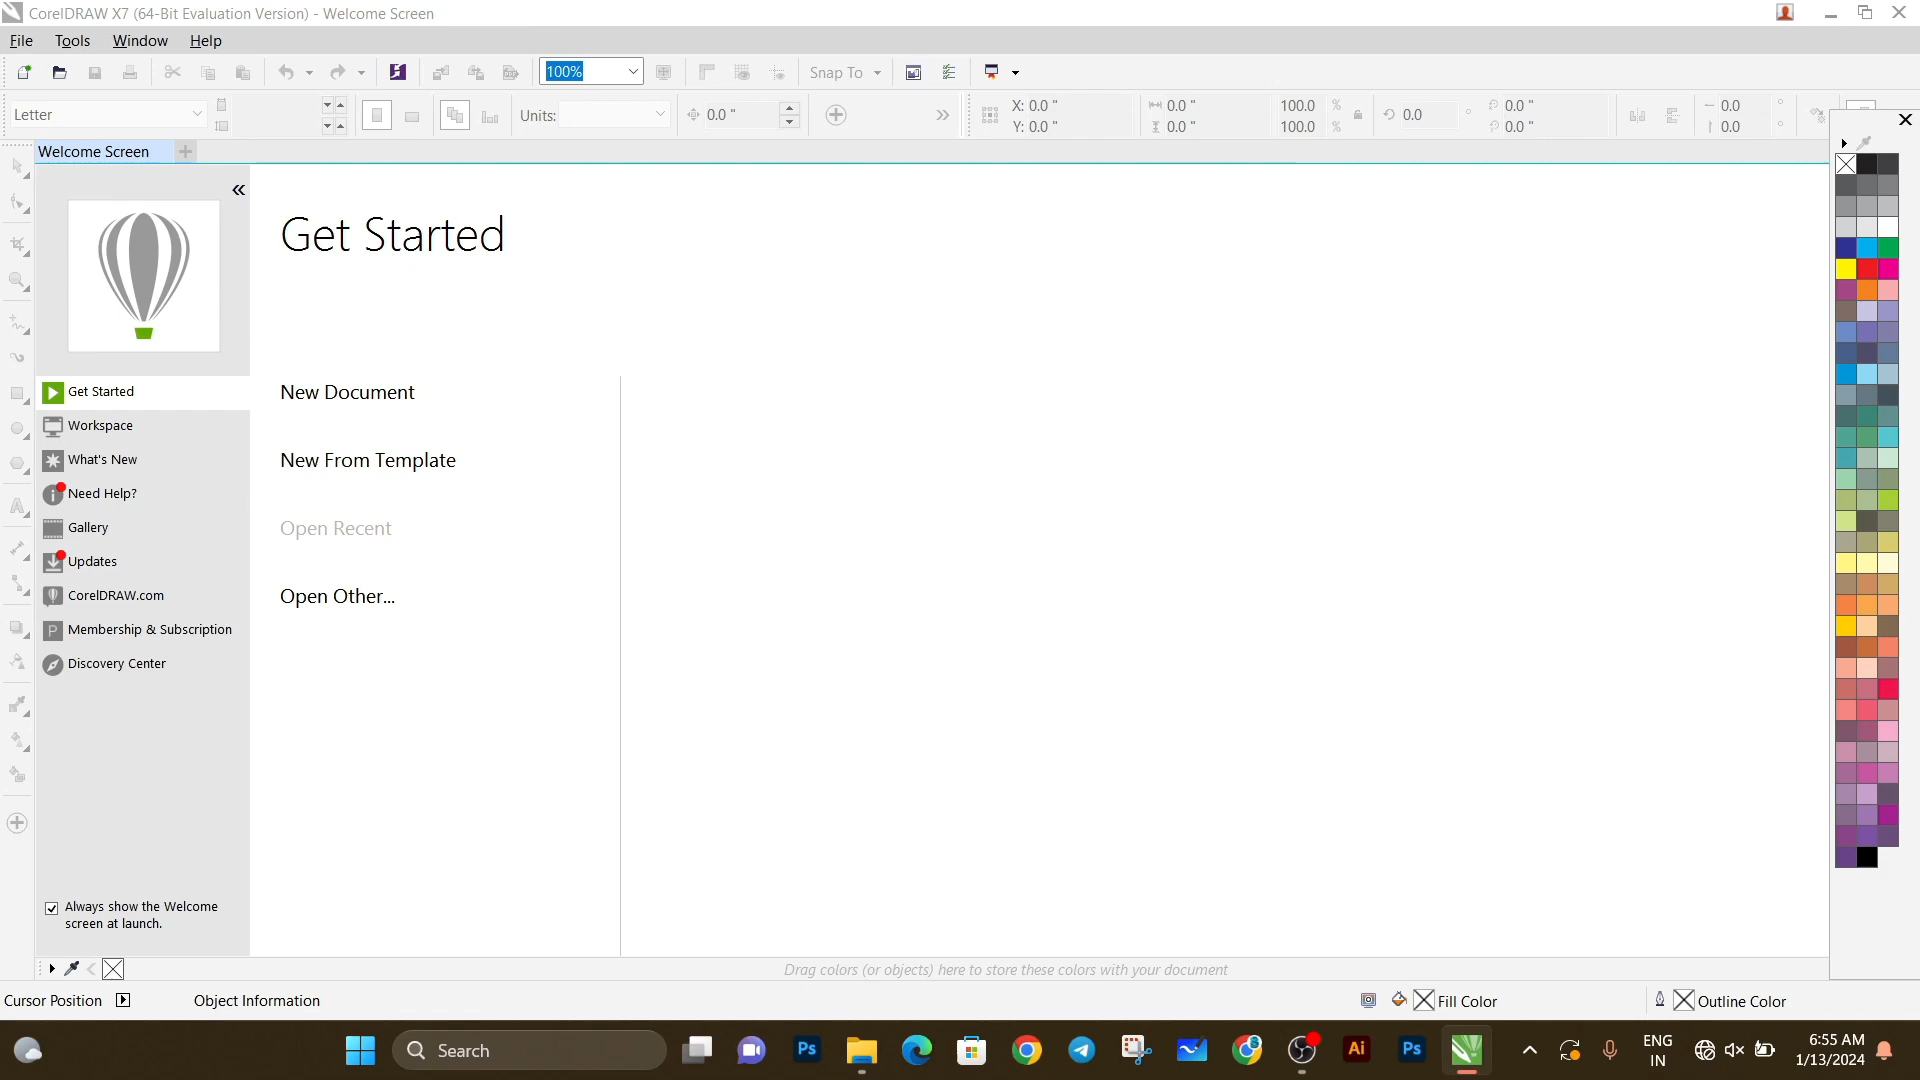 CorelDRAW X7 (64-Bit Evaluation Version) - Welcome Screen
File Tools Window Help
100% Snap To
Letter Units: 0.0 " X: 0.0 " 0.0 " 100.0 % 0.0 ° 0.0 " 0.0 °
Y: 0.0 " 0.0 " 100.0 % 0.0 " 0.0 °
Welcome Screen
Get Started
Get Started
Workspace
What's New
Need Help?
Gallery
Updates
CorelDRAW.com
Membership & Subscription
Discovery Center
New Document
New From Template
Open Recent
Open Other...
Always show the Welcome
screen at launch.
Drag colors (or objects) here to store these colors with your document
Cursor Position Object Information Fill Color Outline Color
Search Ps Ai Ps ENG 6:55 AM
IN 1/13/2024